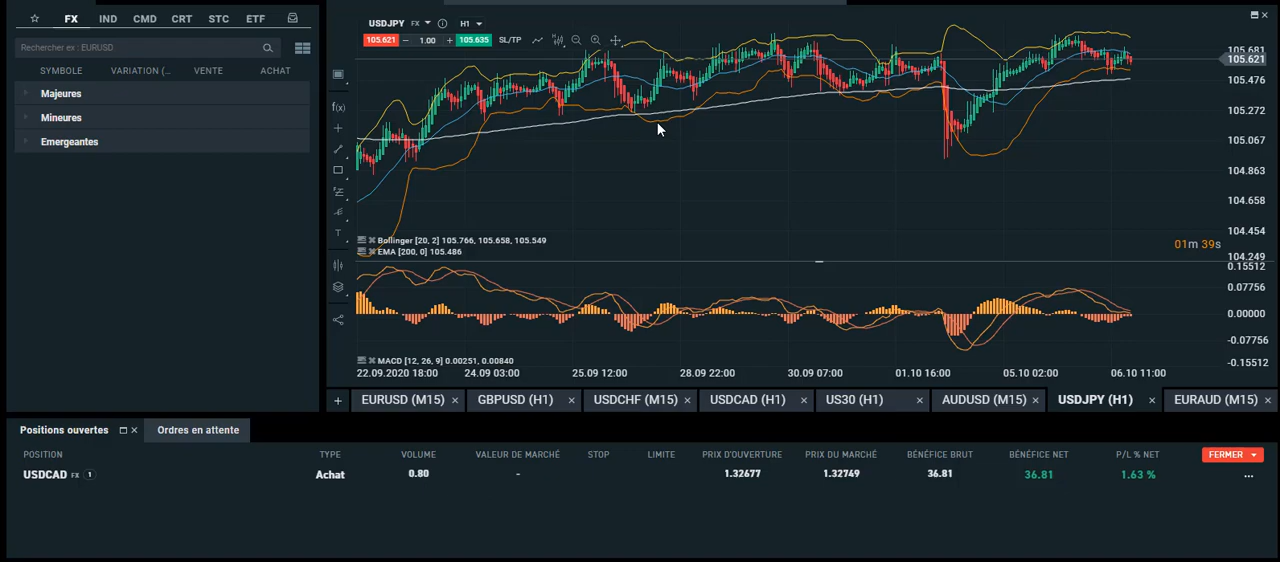 FX IND CMD CRT STC ETF
Rechercher ex : EURUSD
SYMBOLE VARIATION (... VENTE ACHAT
Majeures
Mineures
Emergeantes
USDJPY FX H1
105.621 − 1.00 + 105.635 SL/TP
f(x)
T
Bollinger [20, 2] 105.766, 105.658, 105.549
EMA [200, 0] 105.486
01m 39s
MACD [12, 26, 9] 0.00251, 0.00840
105.681
105.621
105.476
105.272
105.067
104.863
104.658
104.454
104.249
0.15512
0.07756
0.00000
-0.07756
-0.15512
22.09.2020 18:00 24.09 03:00 25.09 12:00 28.09 22:00 30.09 07:00 01.10 16:00 05.10 02:00 06.10 11:00
+ EURUSD (M15) × GBPUSD (H1) × USDCHF (M15) × USDCAD (H1) × US30 (H1) × AUDUSD (M15) × USDJPY (H1) × EURAUD (M15) ×
Positions ouvertes × Ordres en attente
POSITION TYPE VOLUME VALEUR DE MARCHÉ STOP LIMITE PRIX D'OUVERTURE PRIX DU MARCHÉ BÉNÉFICE BRUT BÉNÉFICE NET P/L % NET FERMER
USDCAD FX 1 Achat 0.80 - 1.32677 1.32749 36.81 36.81 1.63 % ...